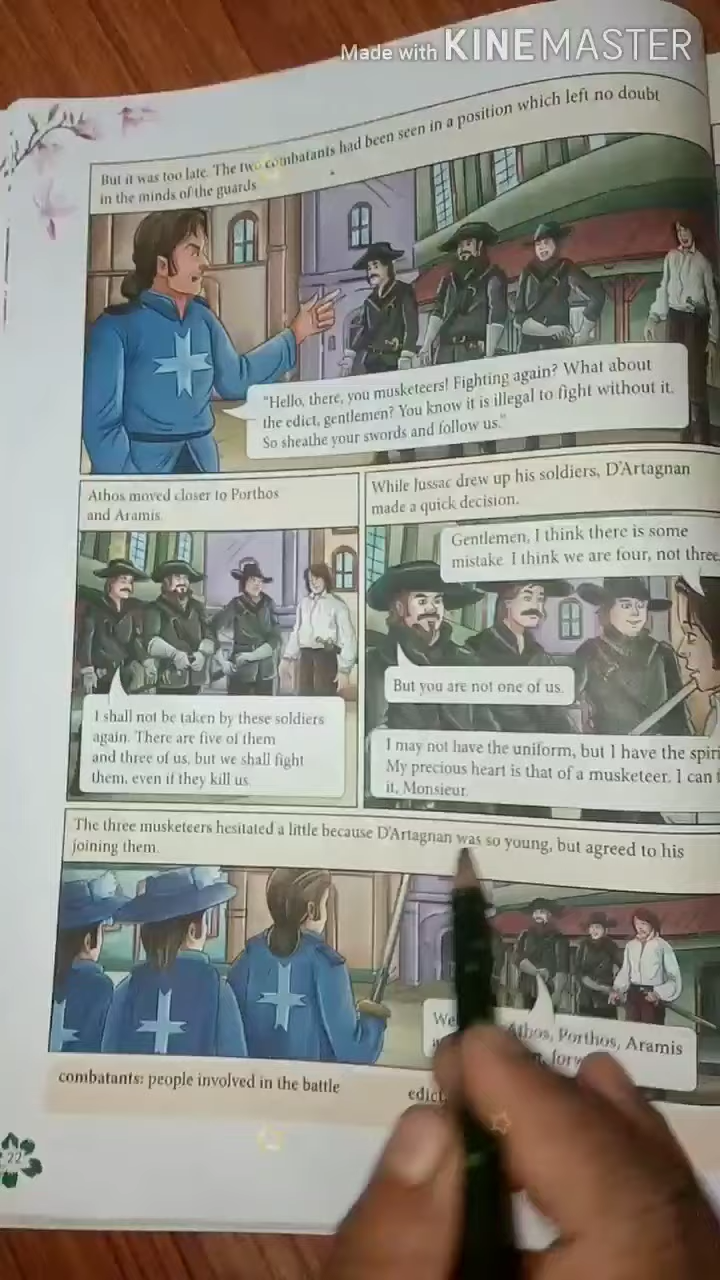 Made with KINEMASTER
But it was too late. The two combatants had been seen in a position which left no doubt
in the minds of the guards
"Hello, there, you musketeers! Fighting again? What about
the edict, gentlemen? You know it is illegal to fight without it.
So sheathe your swords and follow us."
Athos moved closer to Porthos
and Aramis.
I shall not be taken by these soldiers
again. There are five of them
and three of us, but we shall fight
them, even if they kill us.
While Jussac drew up his soldiers, D'Artagnan
made a quick decision.
Gentlemen, I think there is some
mistake. I think we are four, not three
But you are not one of us.
I may not have the uniform, but I have the
My precious heart is that of a musketeer. I can
it, Monsieur.
The three musketeers hesitated a little because D'Artagnan was so young, but agreed to his
joining them.
Athos, Porthos, Aramis
combatants: people involved in the battle
edict
22